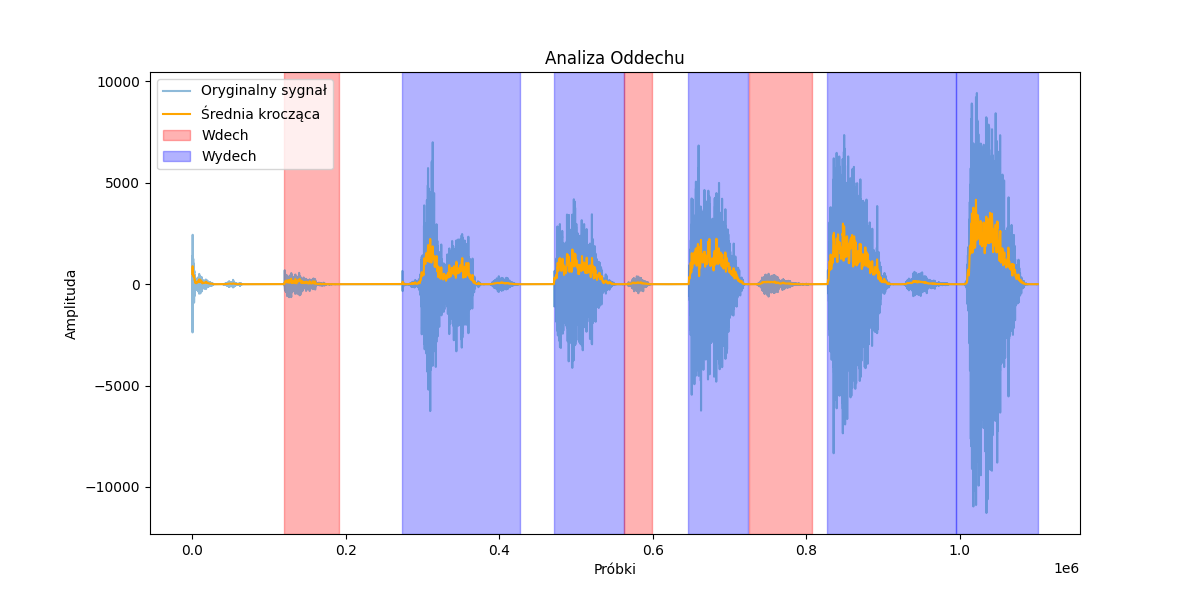 Analiza Oddechu
Oryginalny sygnał
Średnia krocząca
Wdech
Wydech
Amplituda
10000
5000
0
−5000
−10000
0.0 0.2 0.4 0.6 0.8 1.0
1e6
Próbki